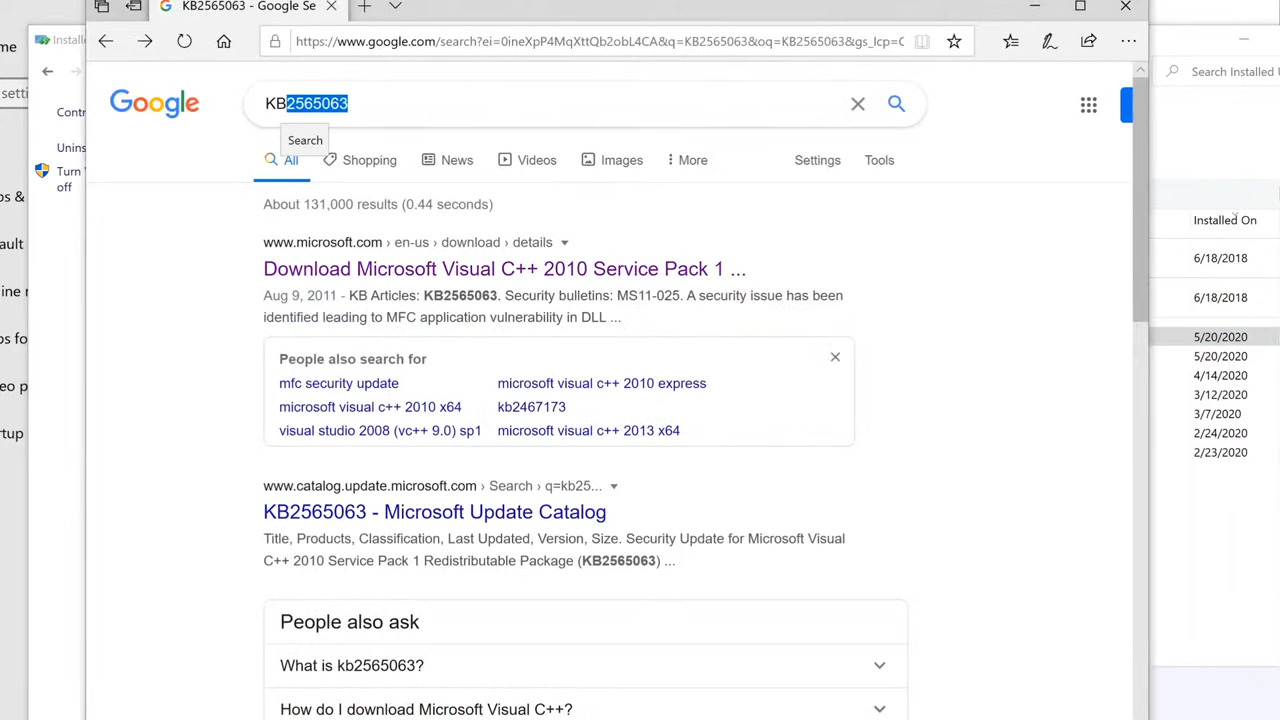 KB2565063 - Google Se
https://www.google.com/search?ei=0ineXpP4MqXttQb2obL4CA&q=KB2565063&oq=KB2565063&gs_lcp=C
Google
KB2565063
Search
All
Shopping
News
Videos
Images
More
Settings
Tools
About 131,000 results (0.44 seconds)
www.microsoft.com › en-us › download › details
Download Microsoft Visual C++ 2010 Service Pack 1 ...
Aug 9, 2011 - KB Articles: KB2565063. Security bulletins: MS11-025. A security issue has been
identified leading to MFC application vulnerability in DLL ...
People also search for
mfc security update
microsoft visual c++ 2010 express
microsoft visual c++ 2010 x64
kb2467173
visual studio 2008 (vc++ 9.0) sp1
microsoft visual c++ 2013 x64
www.catalog.update.microsoft.com › Search › q=kb25...
KB2565063 - Microsoft Update Catalog
Title, Products, Classification, Last Updated, Version, Size. Security Update for Microsoft Visual
C++ 2010 Service Pack 1 Redistributable Package (KB2565063) ...
People also ask
What is kb2565063?
How do I download Microsoft Visual C++?
Installe
Contr
Unins
Turn
off
Search Installed U
Installed On
6/18/2018
6/18/2018
5/20/2020
5/20/2020
4/14/2020
3/12/2020
3/7/2020
2/24/2020
2/23/2020